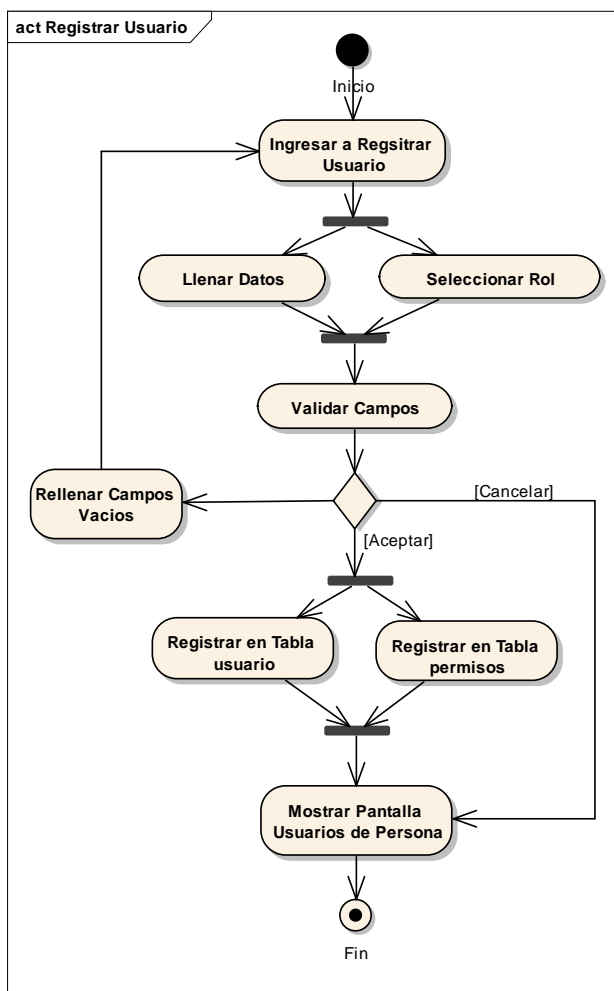 act Registrar Usuario
Inicio
Ingresar a Regsitrar
Usuario
Llenar Datos
Seleccionar Rol
Validar Campos
Rellenar Campos
Vacios
[Cancelar]
[Aceptar]
Registrar en Tabla
usuario
Registrar en Tabla
permisos
Mostrar Pantalla
Usuarios de Persona
Fin